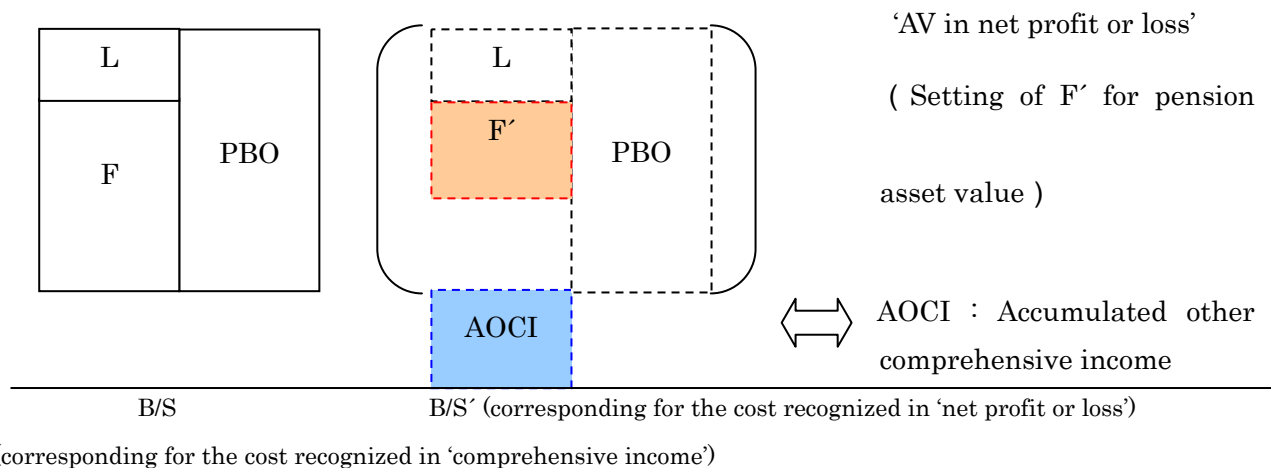 L
F
PBO
L
F´
PBO
AOCI
‘AV in net profit or loss’
( Setting of F´ for pension
asset value )
AOCI : Accumulated other
comprehensive income
B/S
B/S´ (corresponding for the cost recognized in ‘net profit or loss’)
(corresponding for the cost recognized in ‘comprehensive income’)